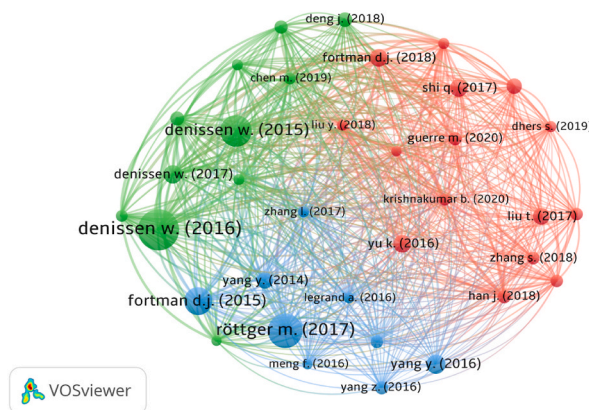 deng j. (2018)
fortman d.j. (2018)
chen m. (2019)
shi q. (2017)
denissen w. (2015)
liu y. (2018)
dhers s. (2019)
guerre m. (2020)
denissen w. (2017)
krishnakumar b. (2020)
zhang l. (2017)
liu t. (2017)
denissen w. (2016)
yu k. (2016)
zhang s. (2018)
yang y. (2014)
fortman d.j. (2015)
legrand a. (2016)
han j. (2018)
röttger m. (2017)
meng f. (2016)
yang y. (2016)
yang z. (2016)
VOSviewer